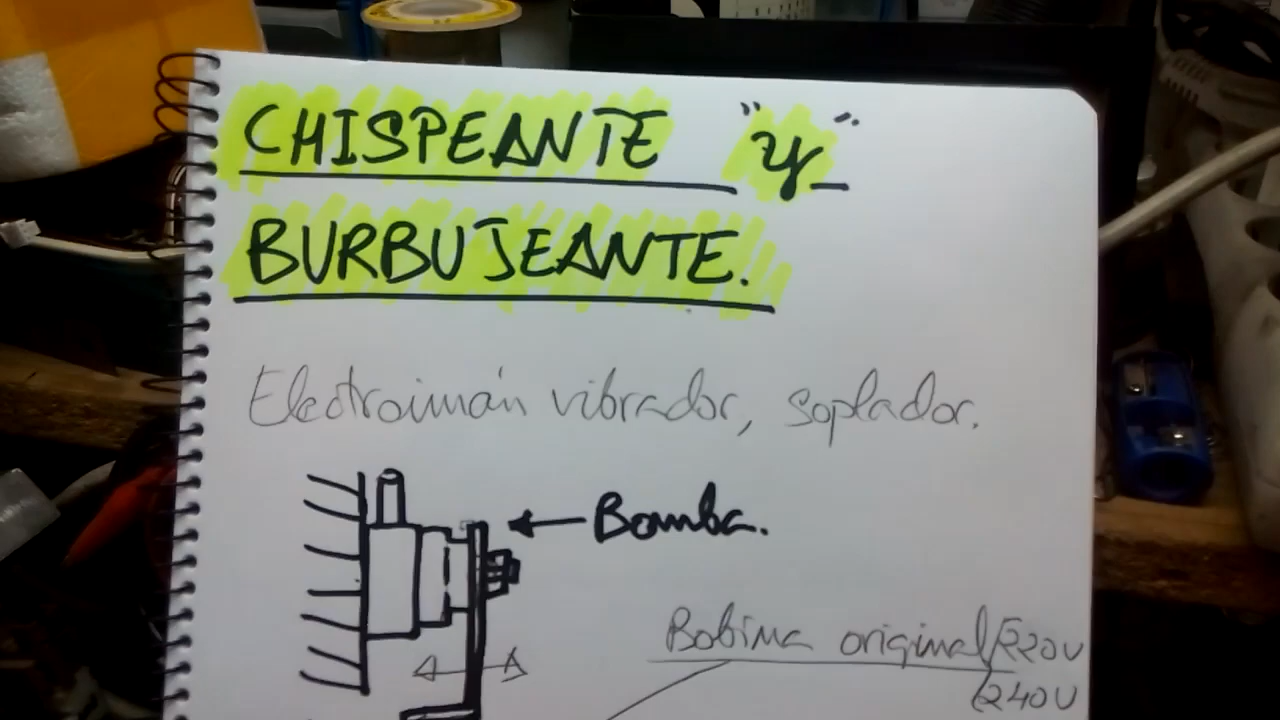 CHISPEANTE "y"
BURBUJEANTE.
Electroimán vibrador, soplador.
Bomba.
Bobina original 220V
/240V